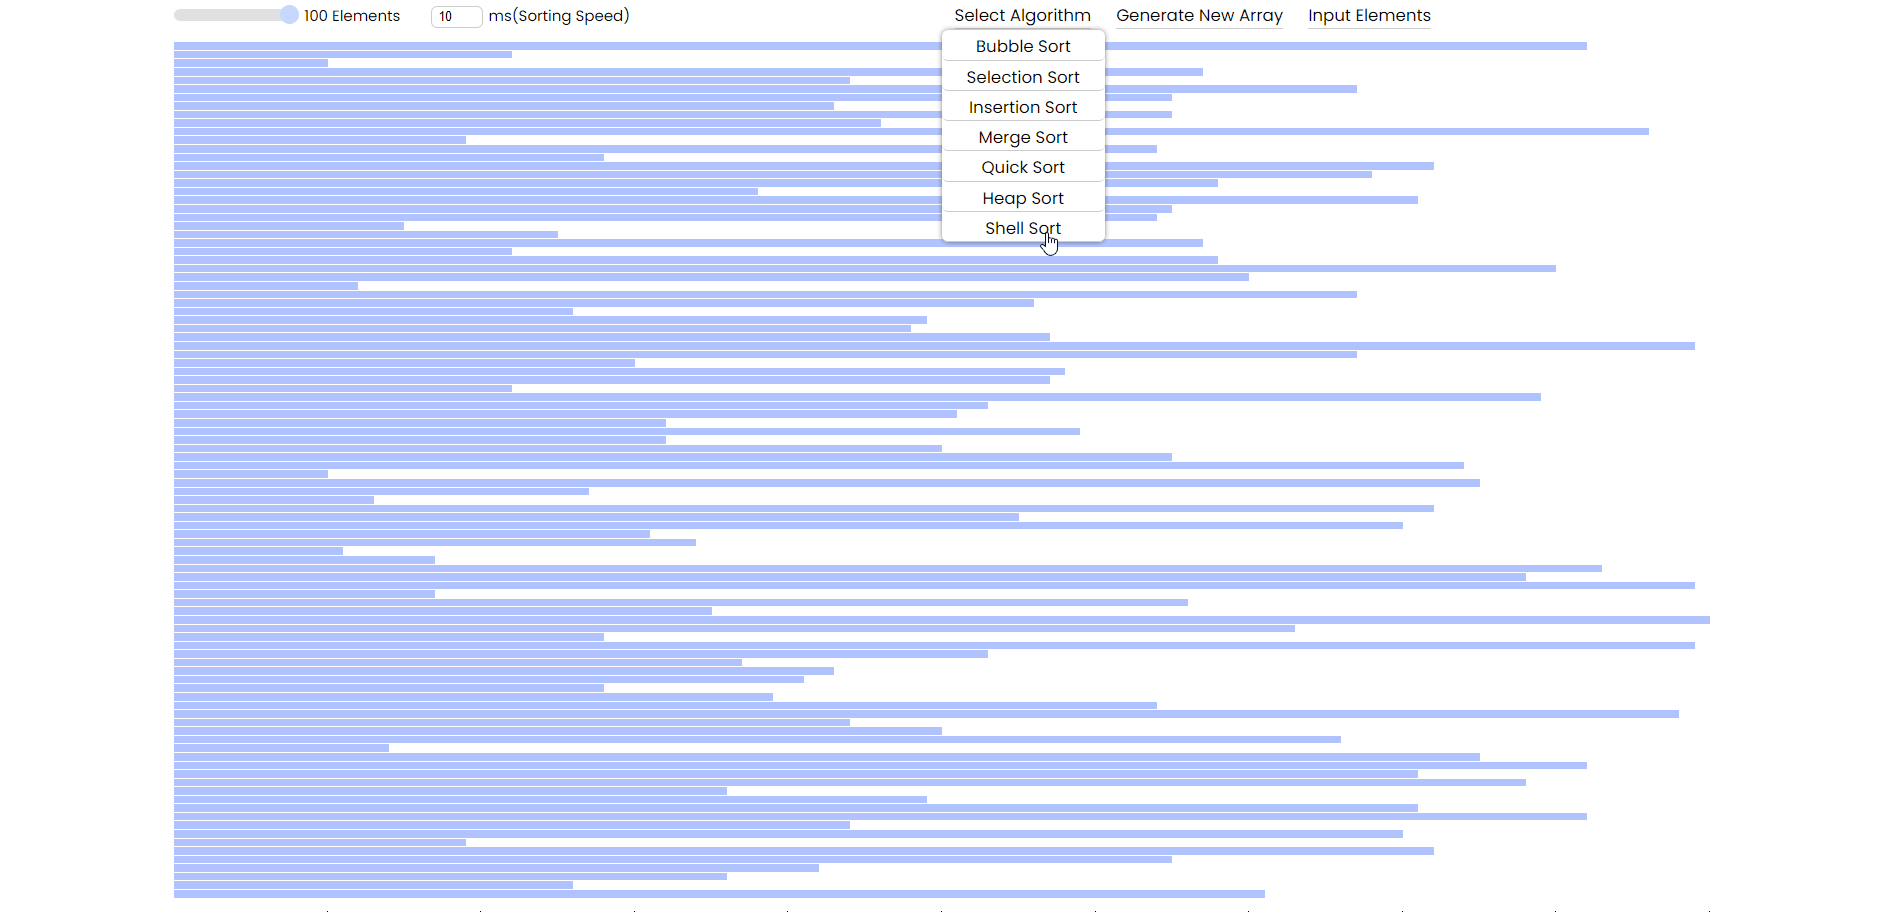 100 Elements
10
ms(Sorting Speed)
Select Algorithm
Generate New Array
Input Elements
Bubble Sort
Selection Sort
Insertion Sort
Merge Sort
Quick Sort
Heap Sort
Shell Sort